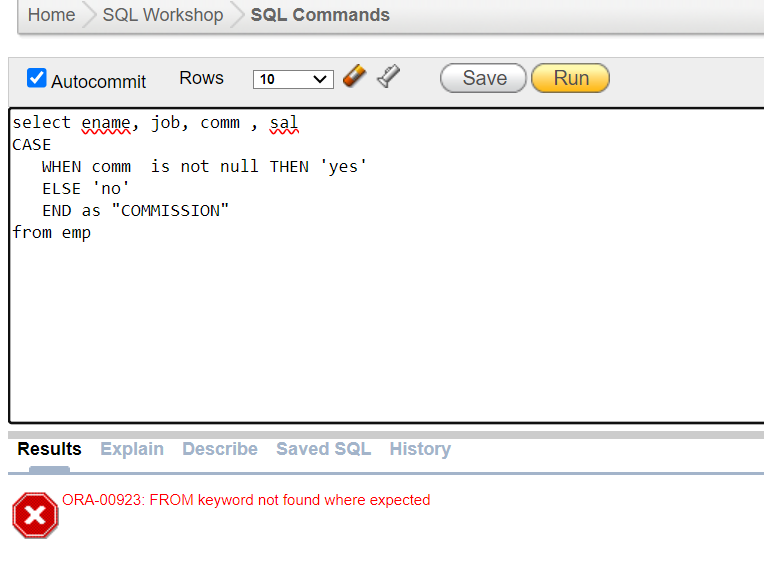 Home SQL Workshop SQL Commands
Autocommit Rows 10 Save Run
select ename, job, comm , sal
CASE
WHEN comm  is not null THEN 'yes'
ELSE 'no'
END as "COMMISSION"
from emp
Results Explain Describe Saved SQL History
ORA-00923: FROM keyword not found where expected